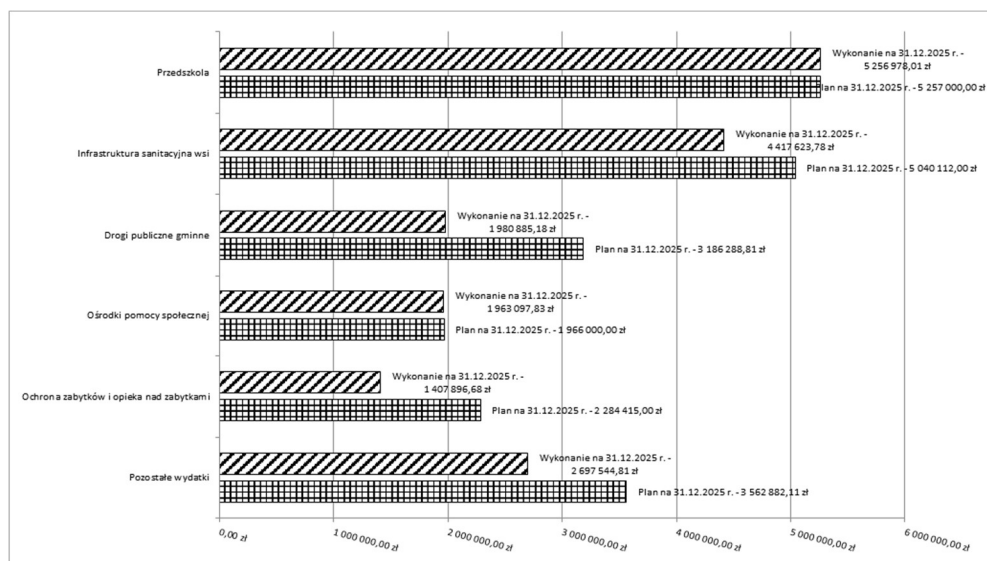 Przedszkola
Wykonanie na 31.12.2025 r. -
5 256 978,01 zł
Plan na 31.12.2025 r. - 5 257 000,00 zł
Infrastruktura sanitacyjna wsi
Wykonanie na 31.12.2025 r. -
4 417 623,78 zł
Plan na 31.12.2025 r. - 5 040 112,00 zł
Drogi publiczne gminne
Wykonanie na 31.12.2025 r. -
1 980 885,18 zł
Plan na 31.12.2025 r. - 3 186 288,81 zł
Ośrodki pomocy społecznej
Wykonanie na 31.12.2025 r. -
1 963 097,83 zł
Plan na 31.12.2025 r. - 1 966 000,00 zł
Ochrona zabytków i opieka nad zabytkami
Wykonanie na 31.12.2025 r. -
1 407 896,68 zł
Plan na 31.12.2025 r. - 2 284 415,00 zł
Pozostałe wydatki
Wykonanie na 31.12.2025 r. -
2 697 544,81 zł
Plan na 31.12.2025 r. - 3 562 882,11 zł
0,00 zł
1 000 000,00 zł
2 000 000,00 zł
3 000 000,00 zł
4 000 000,00 zł
5 000 000,00 zł
6 000 000,00 zł